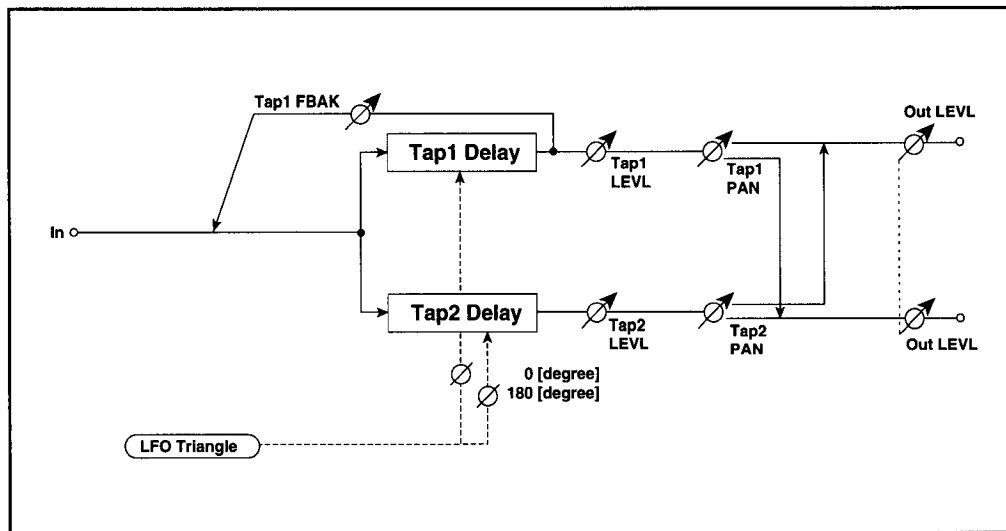 Tap1 FBAK
Out LEVL
Tap1 Delay
Tap1
LEVL
Tap1
PAN
In
Tap2 Delay
Tap2
LEVL
Tap2
PAN
Out LEVL
0 [degree]
180 [degree]
LFO Triangle